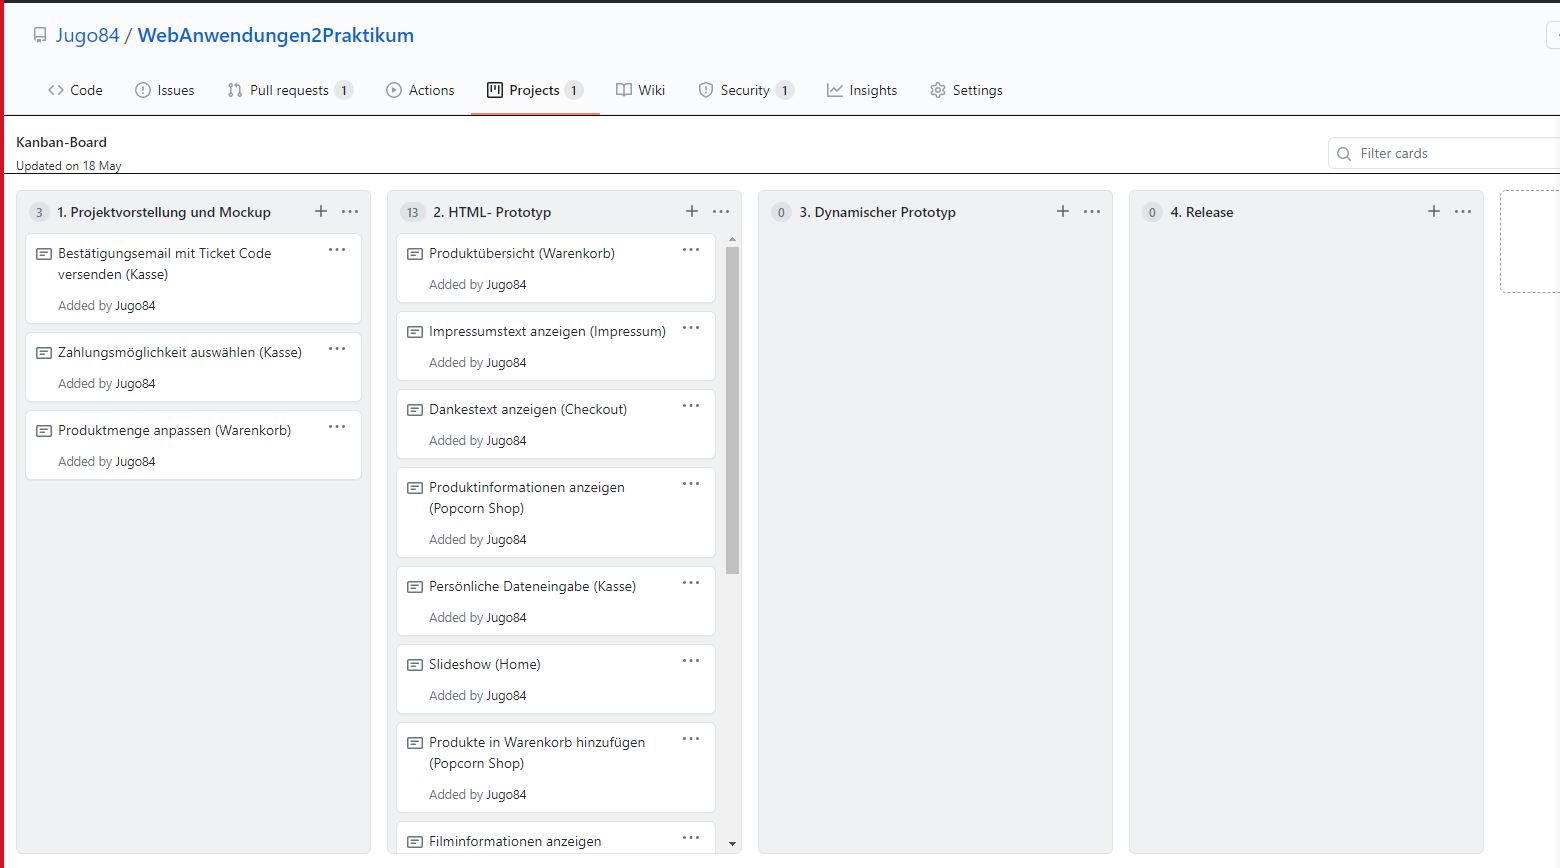 Jugo84 / WebAnwendungen2Praktikum
Code Issues Pull requests 1 Actions Projects 1 Wiki Security 1 Insights Settings
Kanban-Board
Updated on 18 May
Filter cards
3 1. Projektvorstellung und Mockup
Bestätigungsemail mit Ticket Code
versenden (Kasse)
Added by Jugo84
Zahlungsmöglichkeit auswählen (Kasse)
Added by Jugo84
Produktmenge anpassen (Warenkorb)
Added by Jugo84
13 2. HTML- Prototyp
Produktübersicht (Warenkorb)
Added by Jugo84
Impressumstext anzeigen (Impressum)
Added by Jugo84
Dankestext anzeigen (Checkout)
Added by Jugo84
Produktinformationen anzeigen
(Popcorn Shop)
Added by Jugo84
Persönliche Dateneingabe (Kasse)
Added by Jugo84
Slideshow (Home)
Added by Jugo84
Produkte in Warenkorb hinzufügen
(Popcorn Shop)
Added by Jugo84
Filminformationen anzeigen
0 3. Dynamischer Prototyp
0 4. Release